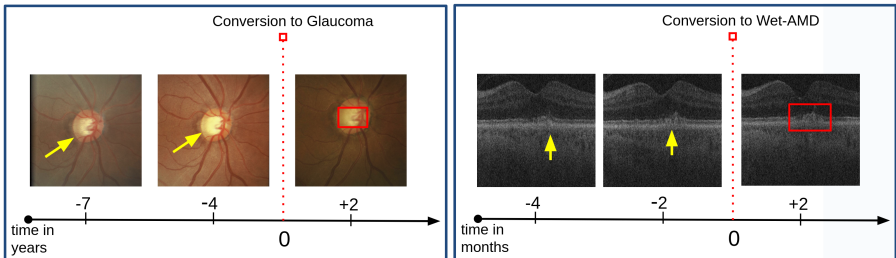 Conversion to Glaucoma
-7
-4
+2
time in
years
0
Conversion to Wet-AMD
-4
-2
+2
time in
months
0